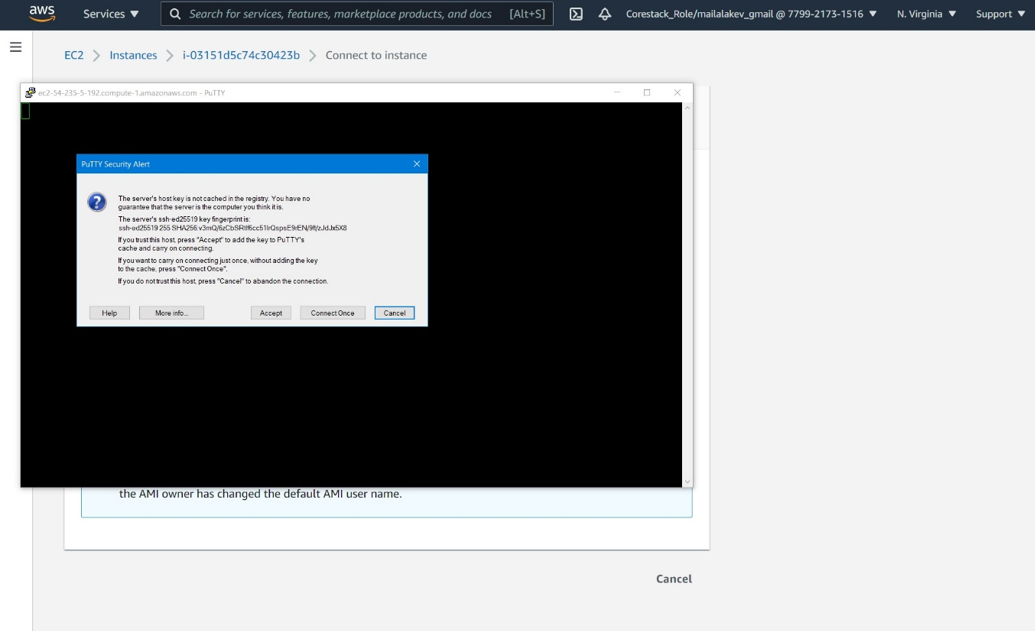 aws Services ▼ Search for services, features, marketplace products, and docs [Alt+S] Corestack_Role/mailalakev_gmail @ 7799-2173-1516 ▼ N. Virginia ▼ Support ▼
EC2 > Instances > i-03151d5c74c30423b > Connect to instance
ec2-54-235-5-192.compute-1.amazonaws.com - PuTTY
PuTTY Security Alert
The server's host key is not cached in the registry. You have no
guarantee that the server is the computer you think it is.
The server's ssh-ed25519 key fingerprint is:
ssh-ed25519 255
If you trust this host, press "Accept" to add the key to PuTTY's
cache and carry on connecting.
If you want to carry on connecting just once, without adding the key
to the cache, press "Connect Once".
If you do not trust this host, press "Cancel" to abandon the connection.
Help More info... Accept Connect Once Cancel
the AMI owner has changed the default AMI user name.
Cancel